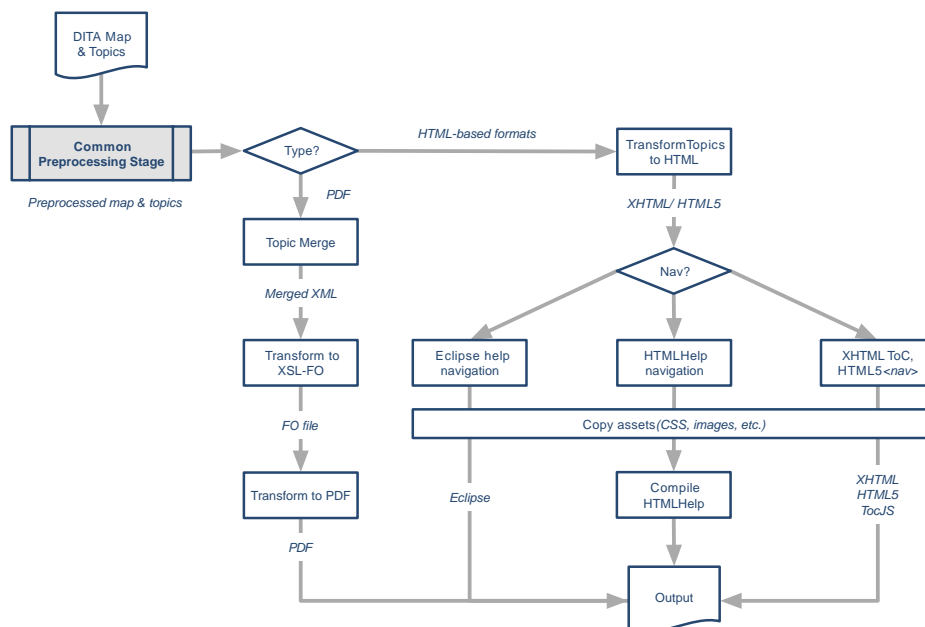 DITA Map
& Topics
Common
Preprocessing Stage
Preprocessed map & topics
Type?
HTML-based formats
PDF
TransformTopics
to HTML
XHTML/ HTML5
Topic Merge
Merged XML
Nav?
Transform to
XSL-FO
Eclipse help
navigation
HTMLHelp
navigation
XHTML ToC,
HTML5<nav>
FO file
Copy assets(CSS, images, etc.)
Transform to PDF
Eclipse
Compile
HTMLHelp
XHTML
HTML5
TocJS
PDF
Output